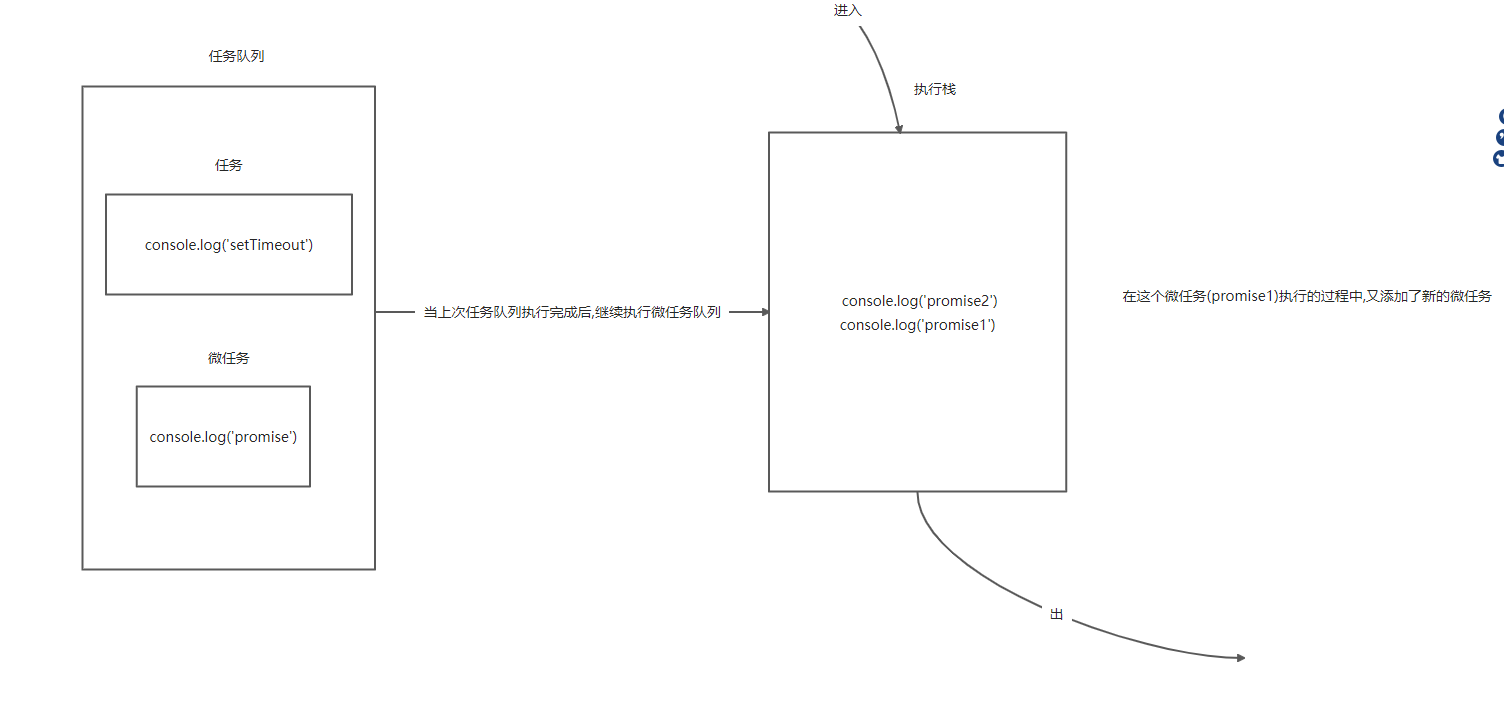 进入
任务队列
执行栈
任务
console.log('setTimeout')
当上次任务队列执行完成后,继续执行微任务队列
console.log('promise2')
console.log('promise1')
在这个微任务(promise1)执行的过程中,又添加了新的微任务
微任务
console.log('promise')
出